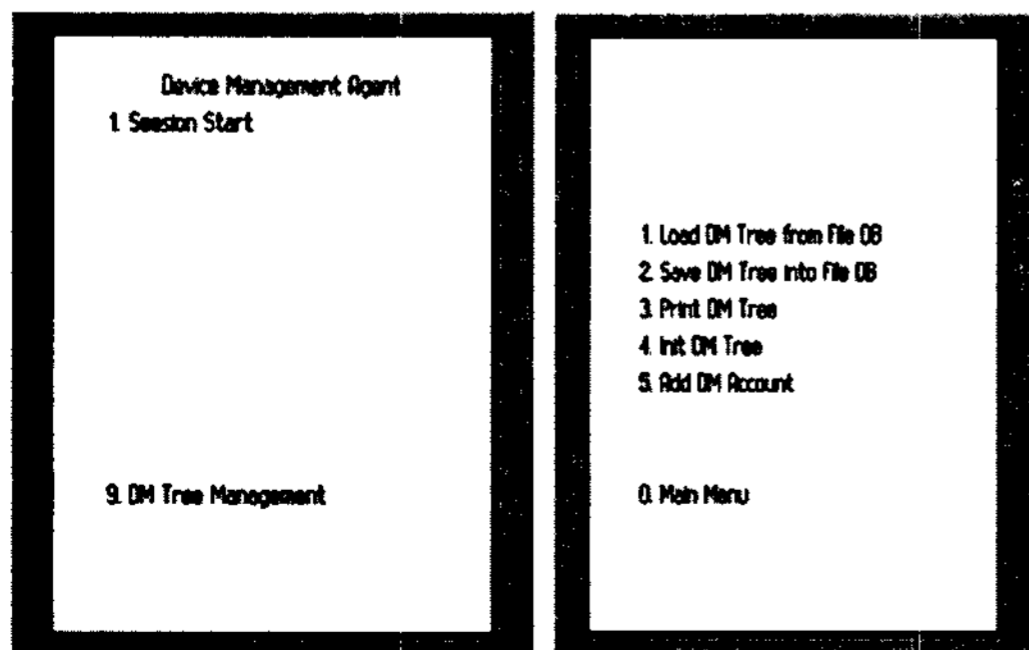 Device Management Agent
1. Seesion Start
9. DM Tree Management
1. Load DM Tree from File DB
2. Save DM Tree into File DB
3. Print DM Tree
4. Init DM Tree
5. Add DM Account
0. Main Menu